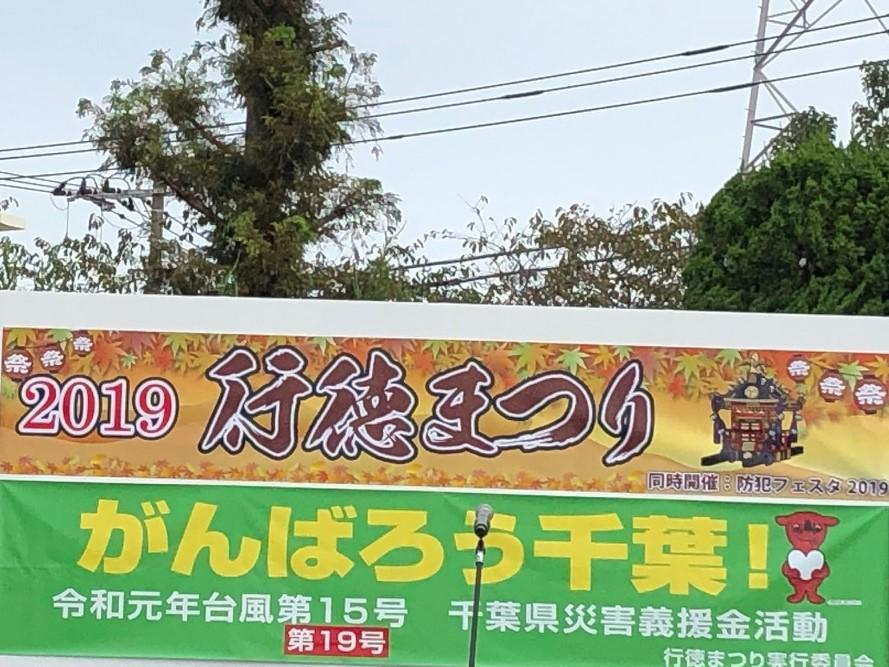 祭 祭 祭
祭 祭 祭
2019 行徳まつり
同時開催:防犯フェスタ 2019
がんばろう千葉!
令和元年台風第15号 千葉県災害義援金活動
第19号
行徳まつり実行委員会